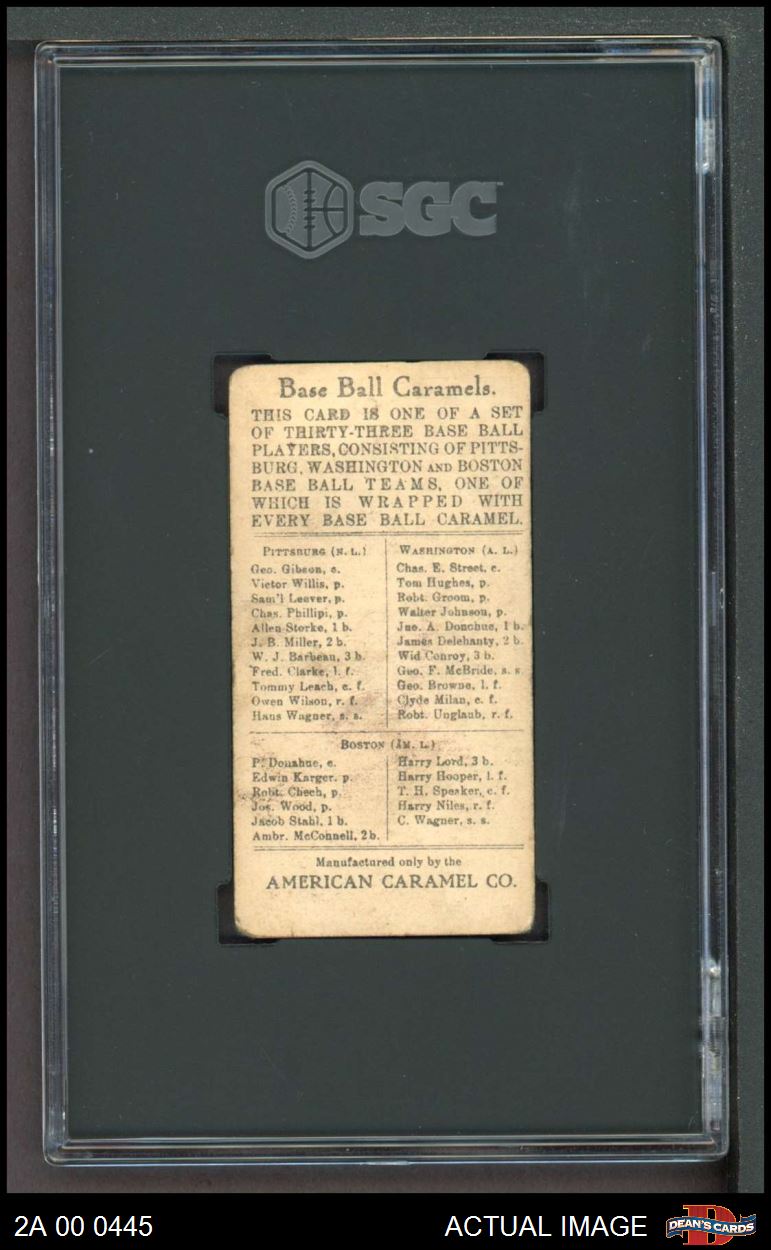 SGC
Base Ball Caramels.
THIS CARD IS ONE OF A SET
OF THIRTY-THREE BASE BALL
PLAYERS, CONSISTING OF PITTS-
BURG, WASHINGTON AND BOSTON
BASE BALL TEAMS, ONE OF
WHICH IS WRAPPED WITH
EVERY BASE BALL CARAMEL.
PITTSBURG (N. L.)
Geo. Gibson, c.
Victor Willis, p.
Sam'l Leever, p.
Chas. Phillipi, p.
Allen Storke, 1 b.
J. B. Miller, 2 b.
W. J. Barbeau, 3 b.
Fred. Clarke, l. f.
Tommy Leach, c. f.
Owen Wilson, r. f.
Hans Wagner, s. s.
WASHINGTON (A. L.)
Chas. E. Street, c.
Tom Hughes, p.
Robt. Groom, p.
Walter Johnson, p.
Jno. A. Donohue, 1 b.
James Delehanty, 2 b.
Wid Conroy, 3 b.
Geo. F. McBride, s. s.
Geo. Browne, l. f.
Clyde Milan, c. f.
Robt. Unglaub, r. f.
BOSTON (AM. L.)
P. Donahue, c.
Edwin Karger, p.
Robt. Chech, p.
Jos. Wood, p.
Jacob Stahl, 1 b.
Ambr. McConnell, 2 b.
Harry Lord, 3 b.
Harry Hooper, l. f.
T. H. Speaker, c. f.
Harry Niles, r. f.
C. Wagner, s. s.
Manufactured only by the
AMERICAN CARAMEL CO.
2A 00 0445
ACTUAL IMAGE
DEAN'S CARDS